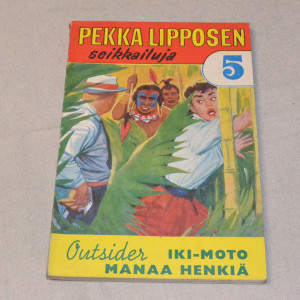 PEKKA LIPPOSEN
seikkailuja
5
Outsider IKI-MOTO
MANAA HENKIÄ